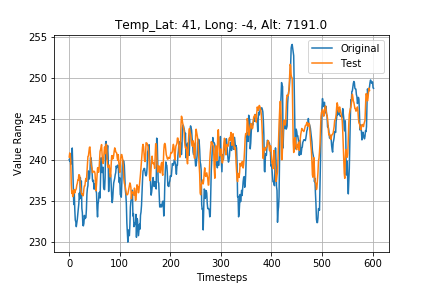 Temp_Lat: 41, Long: -4, Alt: 7191.0
Original
Test
Value Range
255
250
245
240
235
230
0 100 200 300 400 500 600
Timesteps